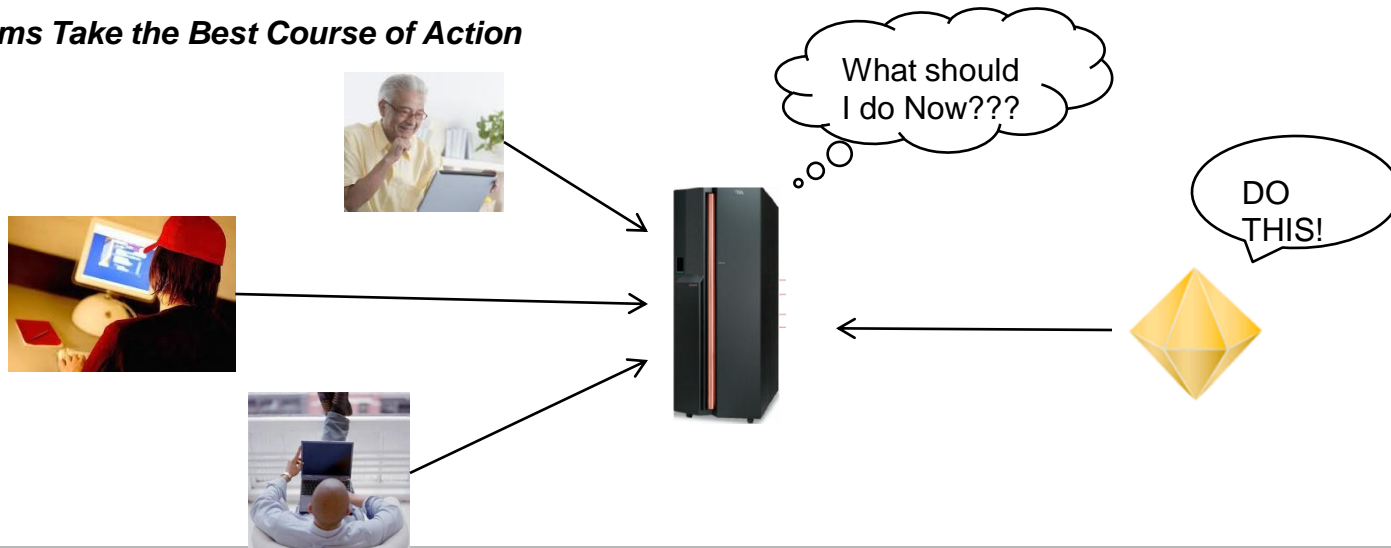 ms Take the Best Course of Action
What should
I do Now???
DO
THIS!